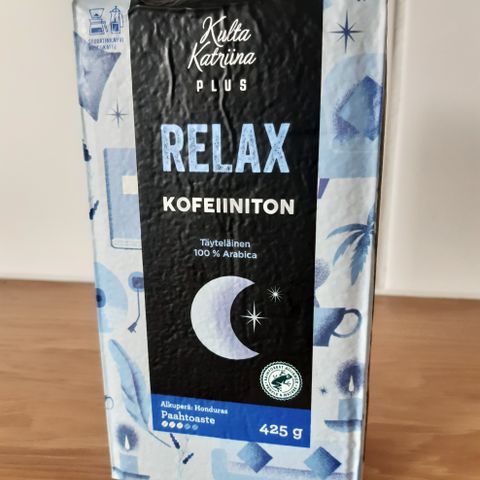 Kulta
Katriina
PLUS
RELAX
KOFEIINITON
Täyteläinen
100 % Arabica
Alkuperä: Honduras
Paahtoaste
425 g